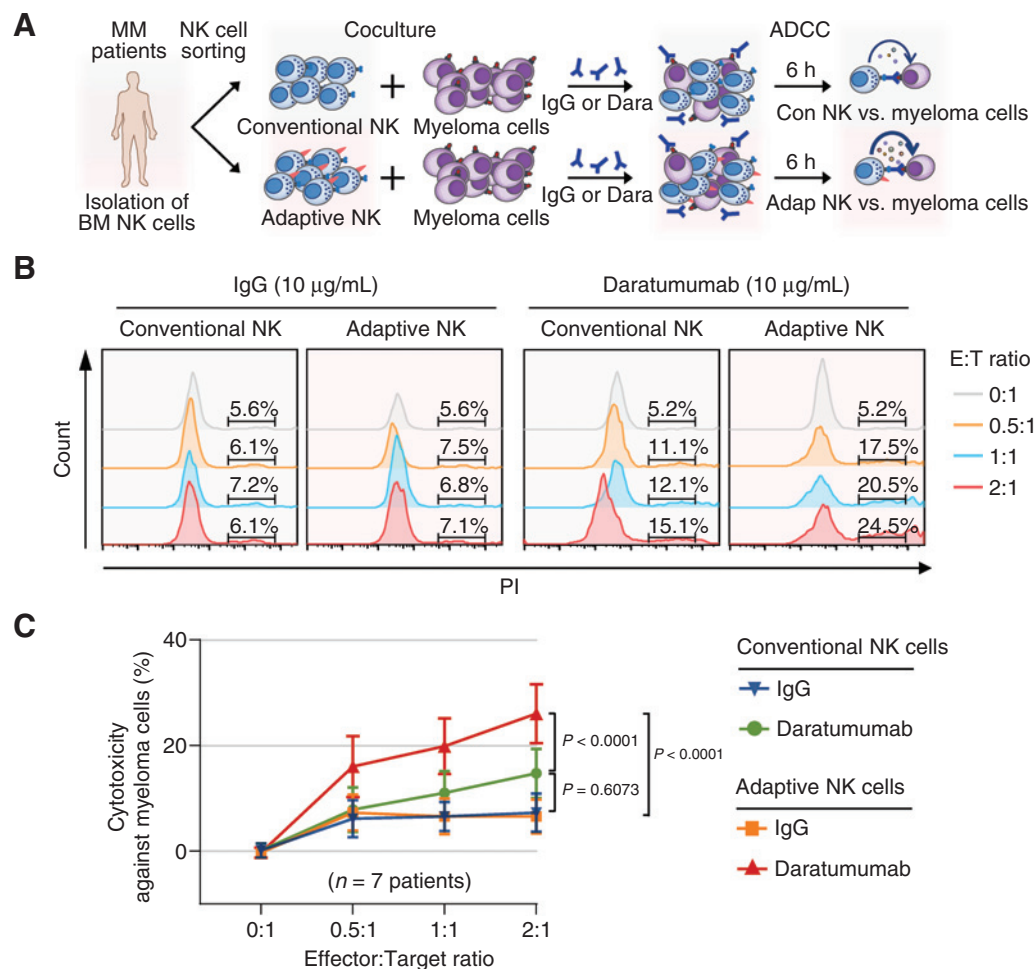 A
MM patients
NK cell sorting
Coculture
ADCC
Conventional NK
+
Myeloma cells
IgG or Dara
6 h
Con NK vs. myeloma cells
Isolation of BM NK cells
Adaptive NK
+
Myeloma cells
IgG or Dara
6 h
Adap NK vs. myeloma cells
B
IgG (10 μg/mL)
Daratumumab (10 μg/mL)
Conventional NK
Adaptive NK
Conventional NK
Adaptive NK
E:T ratio
5.6%
5.6%
5.2%
5.2%
0:1
6.1%
7.5%
11.1%
17.5%
0.5:1
7.2%
6.8%
12.1%
20.5%
1:1
6.1%
7.1%
15.1%
24.5%
2:1
Count
PI
C
Cytotoxicity
against myeloma cells (%)
40
20
0
P < 0.0001
P = 0.6073
P < 0.0001
(n = 7 patients)
0:1
0.5:1
1:1
2:1
Effector:Target ratio
Conventional NK cells
IgG
Daratumumab
Adaptive NK cells
IgG
Daratumumab